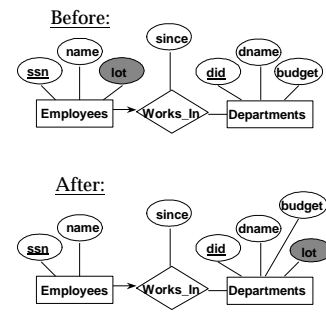 Before:
since
name
dname
ssn
lot
did
budget
Employees
Works_In
Departments
After:
budget
since
name
dname
ssn
did
lot
Employees
Works_In
Departments